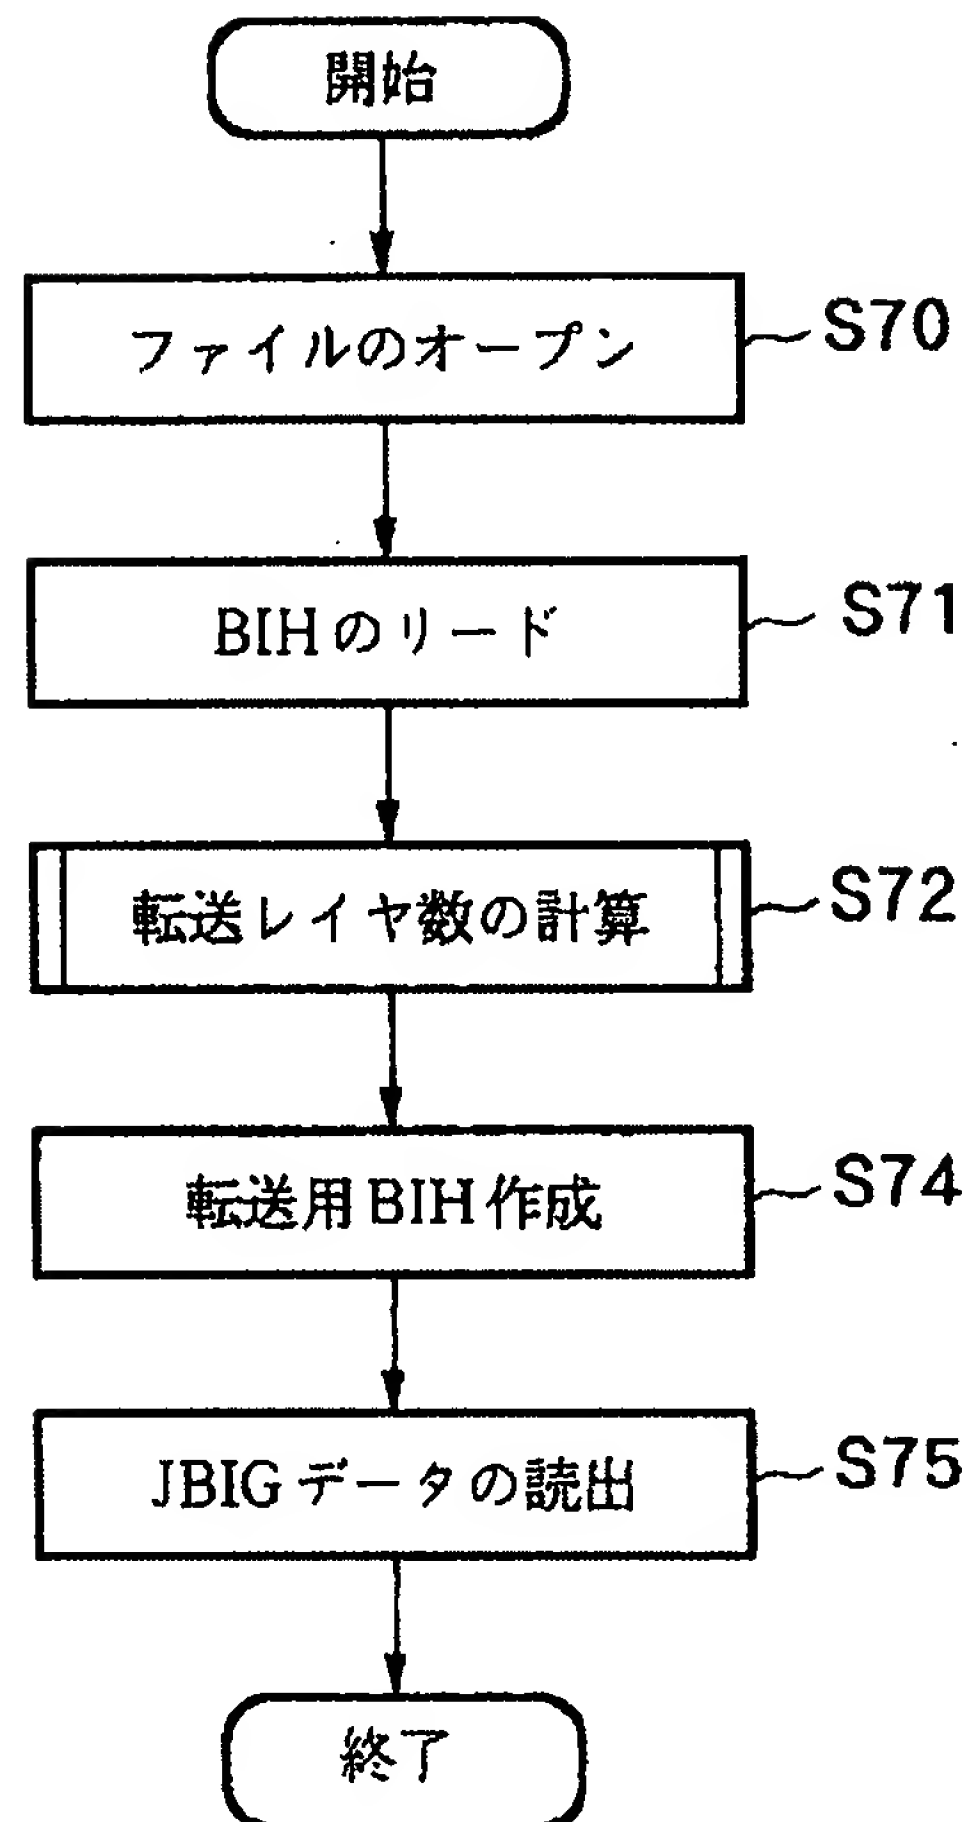 開始
ファイルのオープン
S70
BIHのリード
S71
転送レイヤ数の計算
S72
転送用BIH作成
S74
JBIGデータの読出
S75
終了